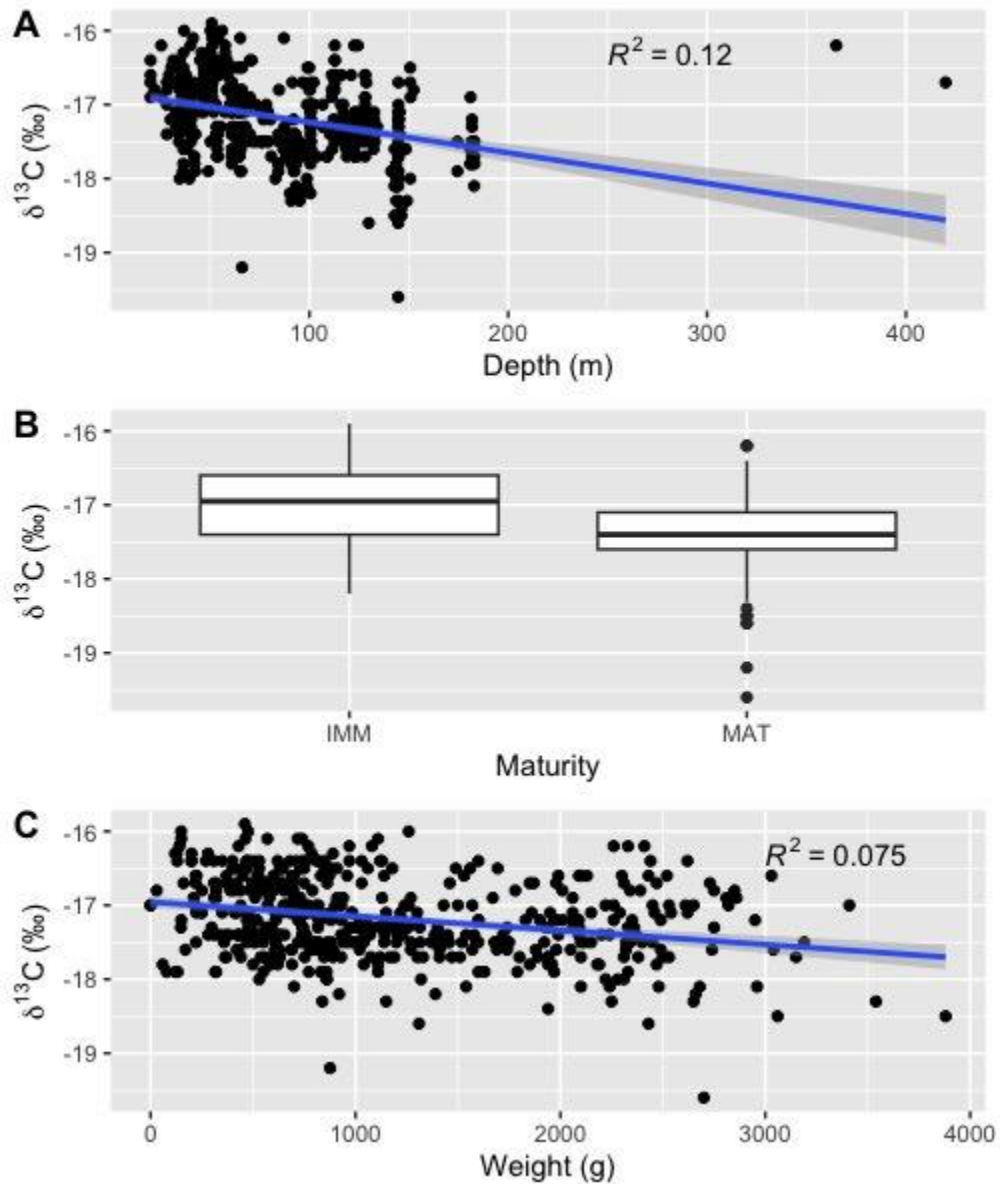 A
-16
-17
-18
-19
δ¹³C (‰)
R² = 0.12
100 200 300 400
Depth (m)
B
-16
-17
-18
-19
δ¹³C (‰)
IMM MAT
Maturity
C
-16
-17
-18
-19
δ¹³C (‰)
R² = 0.075
0 1000 2000 3000 4000
Weight (g)